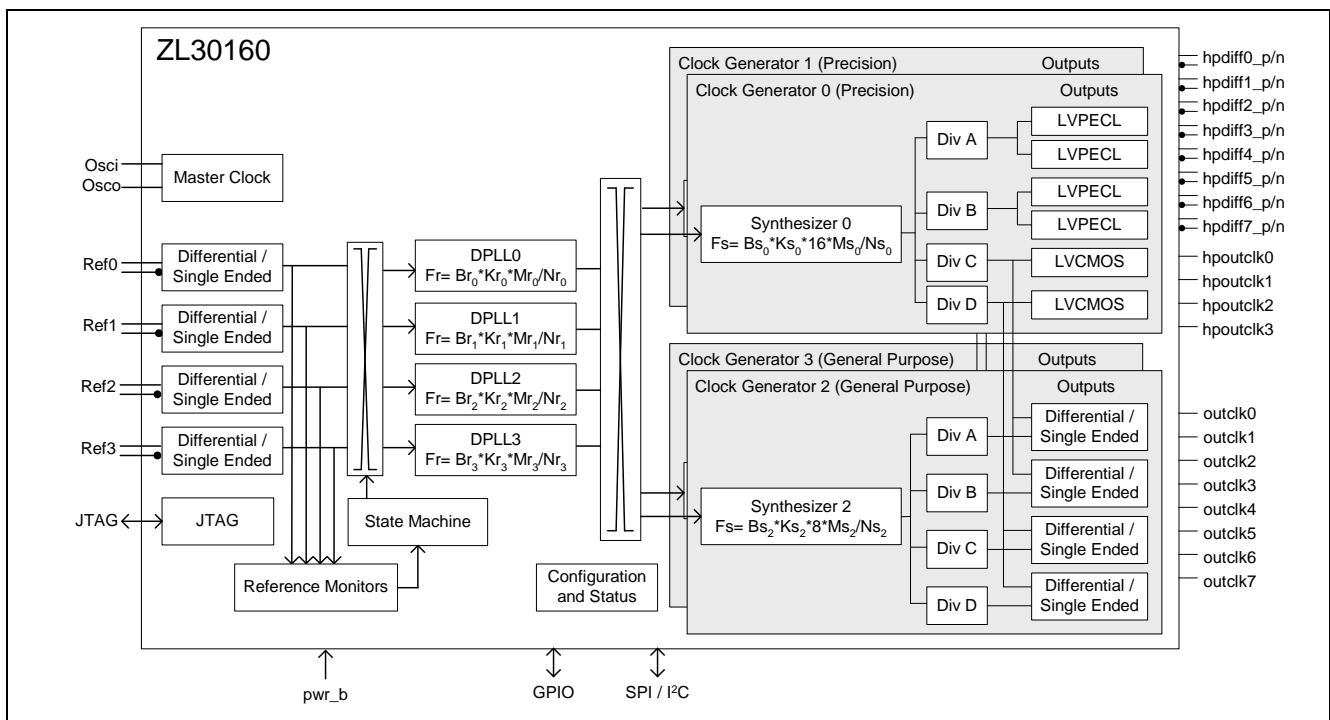 ZL30160
Osci
Osco
Master Clock
Ref0
Differential /
Single Ended
Ref1
Differential /
Single Ended
Ref2
Differential /
Single Ended
Ref3
Differential /
Single Ended
JTAG
JTAG
State Machine
Reference Monitors
DPLL0
Fr= Br0*Kr0*Mr0/Nr0
DPLL1
Fr= Br1*Kr1*Mr1/Nr1
DPLL2
Fr= Br2*Kr2*Mr2/Nr2
DPLL3
Fr= Br3*Kr3*Mr3/Nr3
Configuration
and Status
Clock Generator 1 (Precision)
Outputs
Clock Generator 0 (Precision)
Outputs
Synthesizer 0
Fs= Bs0*Ks0*16*Ms0/Ns0
Div A
Div B
Div C
Div D
LVPECL
LVPECL
LVPECL
LVPECL
LVCMOS
LVCMOS
Clock Generator 3 (General Purpose)
Outputs
Clock Generator 2 (General Purpose)
Outputs
Synthesizer 2
Fs= Bs2*Ks2*8*Ms2/Ns2
Div A
Div B
Div C
Div D
Differential /
Single Ended
Differential /
Single Ended
Differential /
Single Ended
Differential /
Single Ended
hpdiff0_p/n
hpdiff1_p/n
hpdiff2_p/n
hpdiff3_p/n
hpdiff4_p/n
hpdiff5_p/n
hpdiff6_p/n
hpdiff7_p/n
hpoutclk0
hpoutclk1
hpoutclk2
hpoutclk3
outclk0
outclk1
outclk2
outclk3
outclk4
outclk5
outclk6
outclk7
pwr_b
GPIO
SPI / I²C